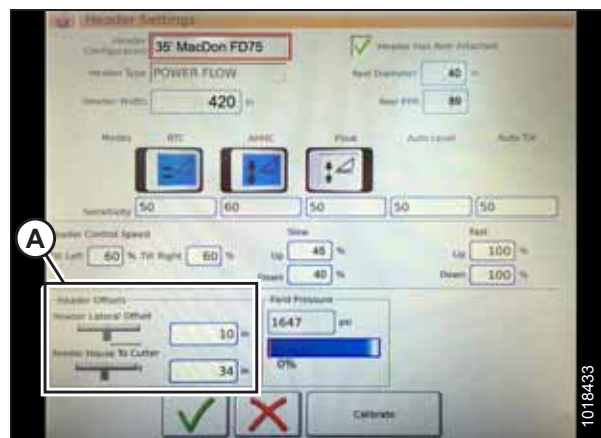 Header Settings
Header Configuration 35' MacDon FD75 Header Has Reel Attached
Header Type POWER FLOW Reel Diameter 40 in
Header Width 420 in Reel PPR 89
Modes RTC AHHC Float Auto Level Auto Tilt
Sensitivity 50 60 50 50 50
A
Header Control Speed Slow Fast
Tilt Left 60 % Tilt Right 60 % Up 45 % Up 100 %
Down 40 % Down 100 %
Header Offsets Field Pressure
Header Lateral Offset 10 in 1647 psi
Feeder House To Cutter 34 in 0%
Calibrate
1018433